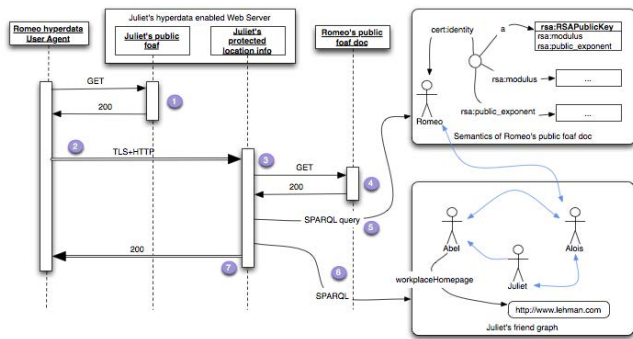 Romeo hyperdata
User Agent
Juliet's hyperdata enabled Web Server
Juliet's public
foaf
Juliet's
protected
location info
Romeo's public
foaf doc
GET
200
1
2
TLS+HTTP
3
GET
200
4
SPARQL query
5
200
6
7
SPARQL
cert:identity
a
rsa:RSAPublicKey
rsa:modulus
rsa:public_exponent
rsa:modulus
...
rsa:public_exponent
...
Romeo
Semantics of Romeo's public foaf doc
Abel
Alois
Juliet
workplaceHomepage
http://www.lehman.com
Juliet's friend graph